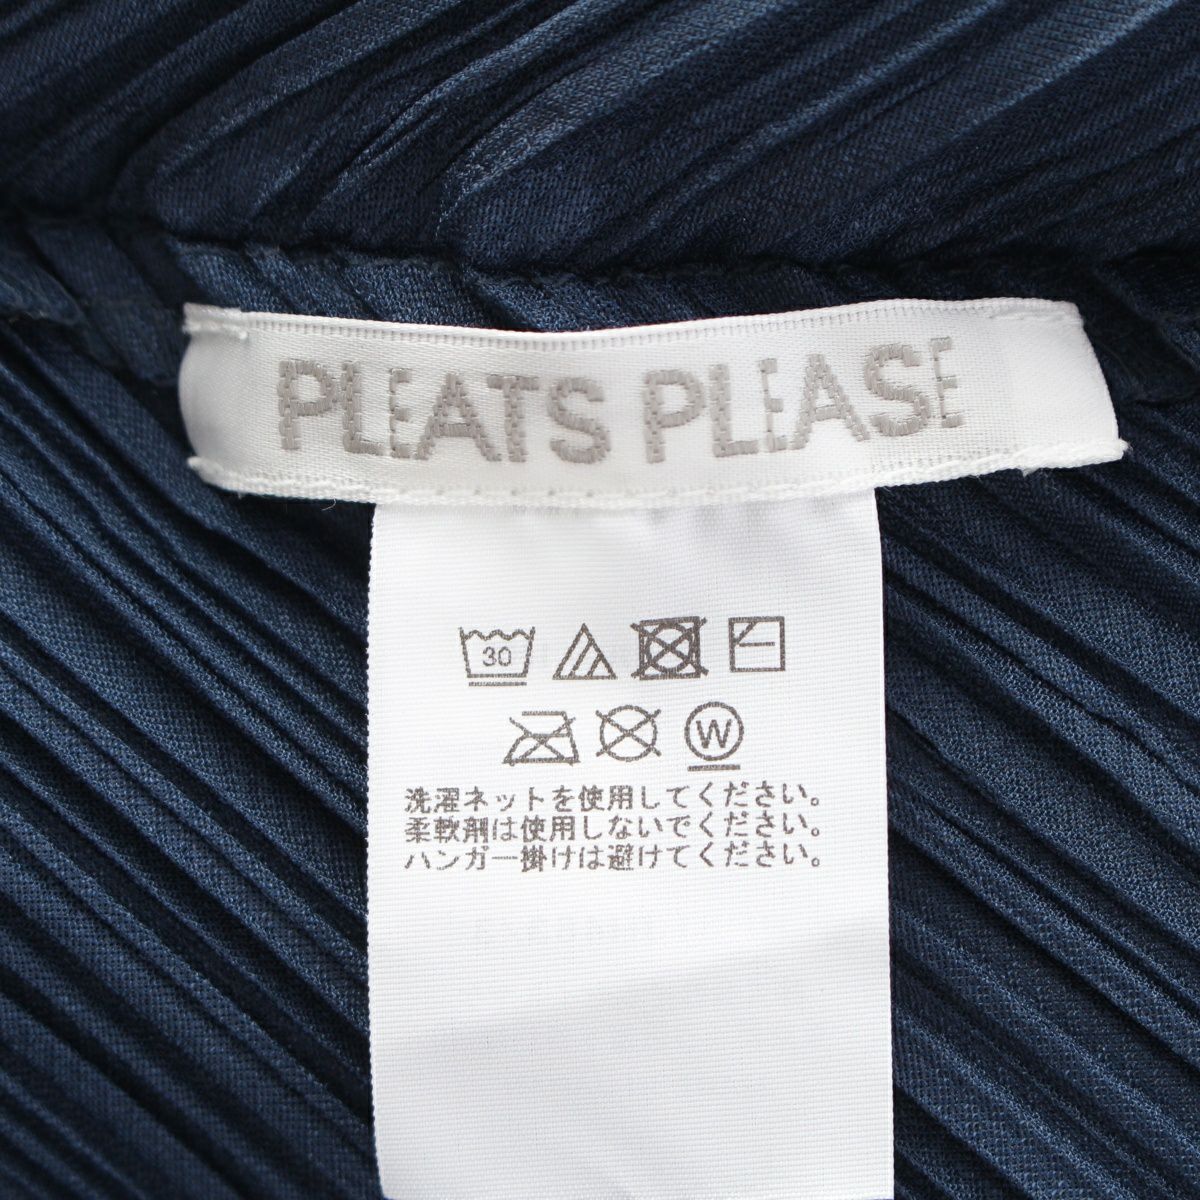 PLEATS PLEASE
30
W
洗濯ネットを使用してください。
柔軟剤は使用しないでください。
ハンガー掛けは避けてください。